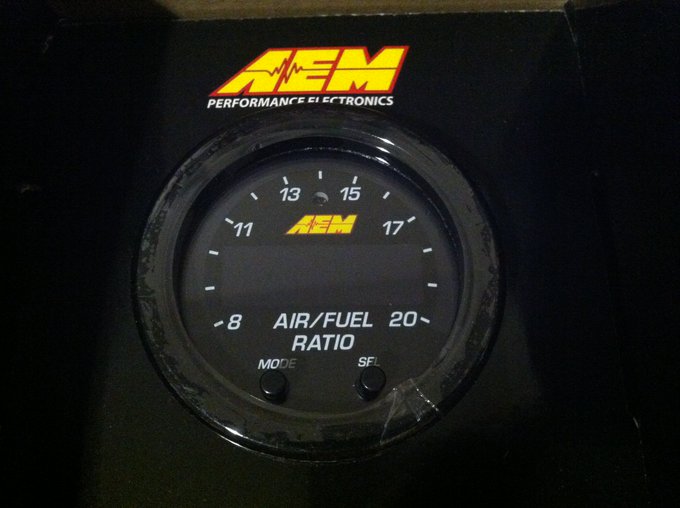 AEM
PERFORMANCE ELECTRONICS
13 15
11 17
AEM
8 AIR/FUEL 20
RATIO
MODE SEL